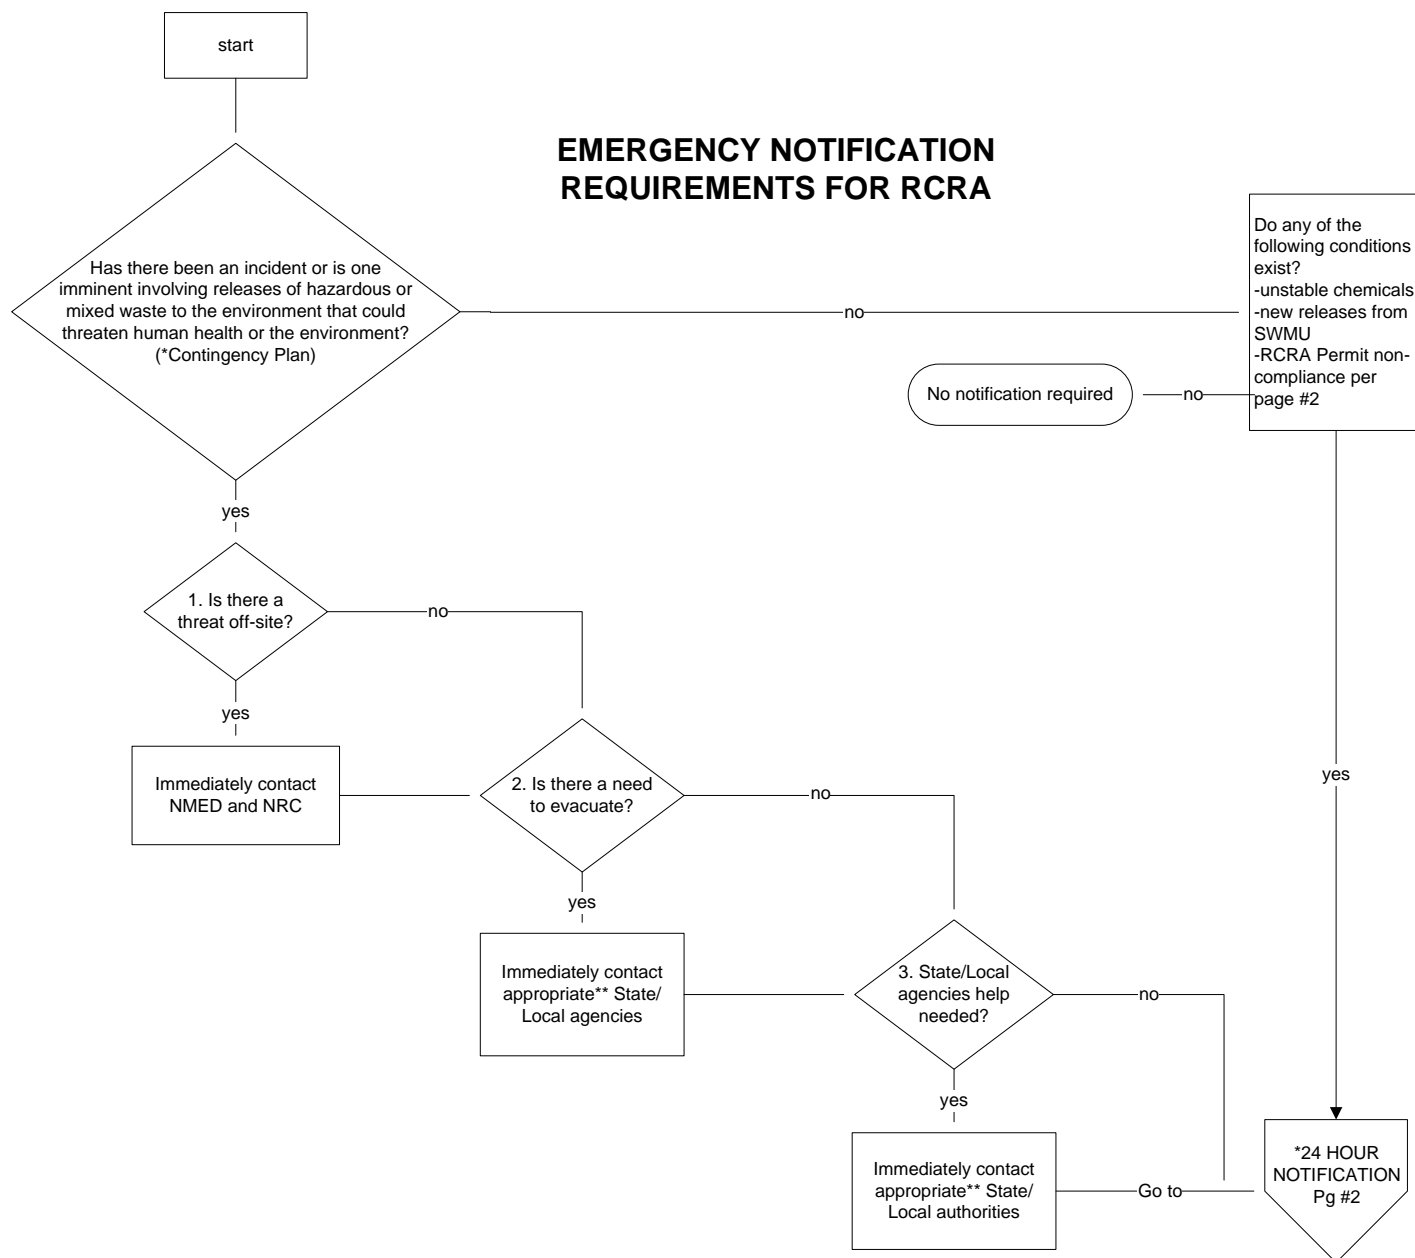 start
EMERGENCY NOTIFICATION
REQUIREMENTS FOR RCRA
Has there been an incident or is one
imminent involving releases of hazardous or
mixed waste to the environment that could
threaten human health or the environment?
(*Contingency Plan)
no
Do any of the
following conditions
exist?
-unstable chemicals
-new releases from
SWMU
-RCRA Permit non-
compliance per
page #2
No notification required
no
yes
1. Is there a
threat off-site?
no
yes
Immediately contact
NMED and NRC
2. Is there a need
to evacuate?
no
yes
yes
Immediately contact
appropriate** State/
Local agencies
3. State/Local
agencies help
needed?
no
yes
Immediately contact
appropriate** State/
Local authorities
Go to
*24 HOUR
NOTIFICATION
Pg #2